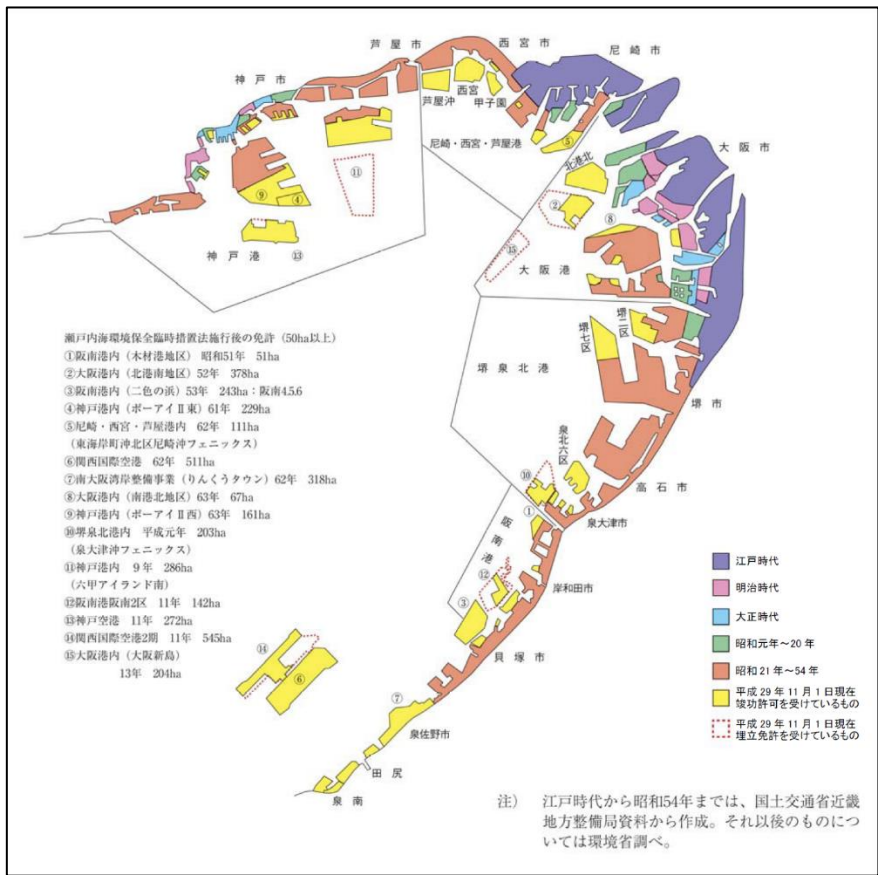 芦屋市
西宮市
尼崎市
神戸市
芦屋沖
西宮
甲子園
尼崎・西宮・芦屋港
⑤
北港北
大阪市
⑪
⑨
④
②
⑧
⑮
神戸港
⑬
大阪港
瀬戸内海環境保全臨時措置法施行後の免許(50ha以上)
①阪南港内(木材港地区) 昭和51年 51ha
②大阪港内(北港南地区)52年 378ha
③阪南港内(二色の浜)53年 243ha:阪南4.5.6
④神戸港内(ポーアイⅡ東)61年 229ha
⑤尼崎・西宮・芦屋港内 62年 111ha
(東海岸町沖北区尼崎沖フェニックス)
⑥関西国際空港 62年 511ha
⑦南大阪湾岸整備事業(りんくうタウン)62年 318ha
⑧大阪港内(南港北地区)63年 67ha
⑨神戸港内(ポーアイⅡ西)63年 161ha
⑩堺泉北港内 平成元年 203ha
(泉大津沖フェニックス)
⑪神戸港内 9年 286ha
(六甲アイランド南)
⑫阪南港阪南2区 11年 142ha
⑬神戸空港 11年 272ha
⑭関西国際空港2期 11年 545ha
⑮大阪港内(大阪新島)
13年 204ha
堺七区
堺二区
堺泉北港
堺市
泉北六区
⑩
高石市
①
泉大津市
阪南港
⑫
岸和田市
③
貝塚市
⑭
⑥
⑦
泉佐野市
田尻
泉南
江戸時代
明治時代
大正時代
昭和元年~20年
昭和21年~54年
平成29年11月1日現在
竣功許可を受けているもの
平成29年11月1日現在
埋立免許を受けているもの
注) 江戸時代から昭和54年までは、国土交通省近畿
地方整備局資料から作成。それ以後のものにつ
いては環境省調べ。